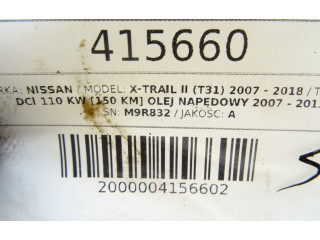 415660
RKA: NISSAN / MODEL: X-TRAIL II (T31) 2007 - 2018 / T
DCI 110 KW [150 KM] OLEJ NAPĘDOWY 2007 - 201
SN: M9R832 / JAKOŚĆ: A
2000004156602